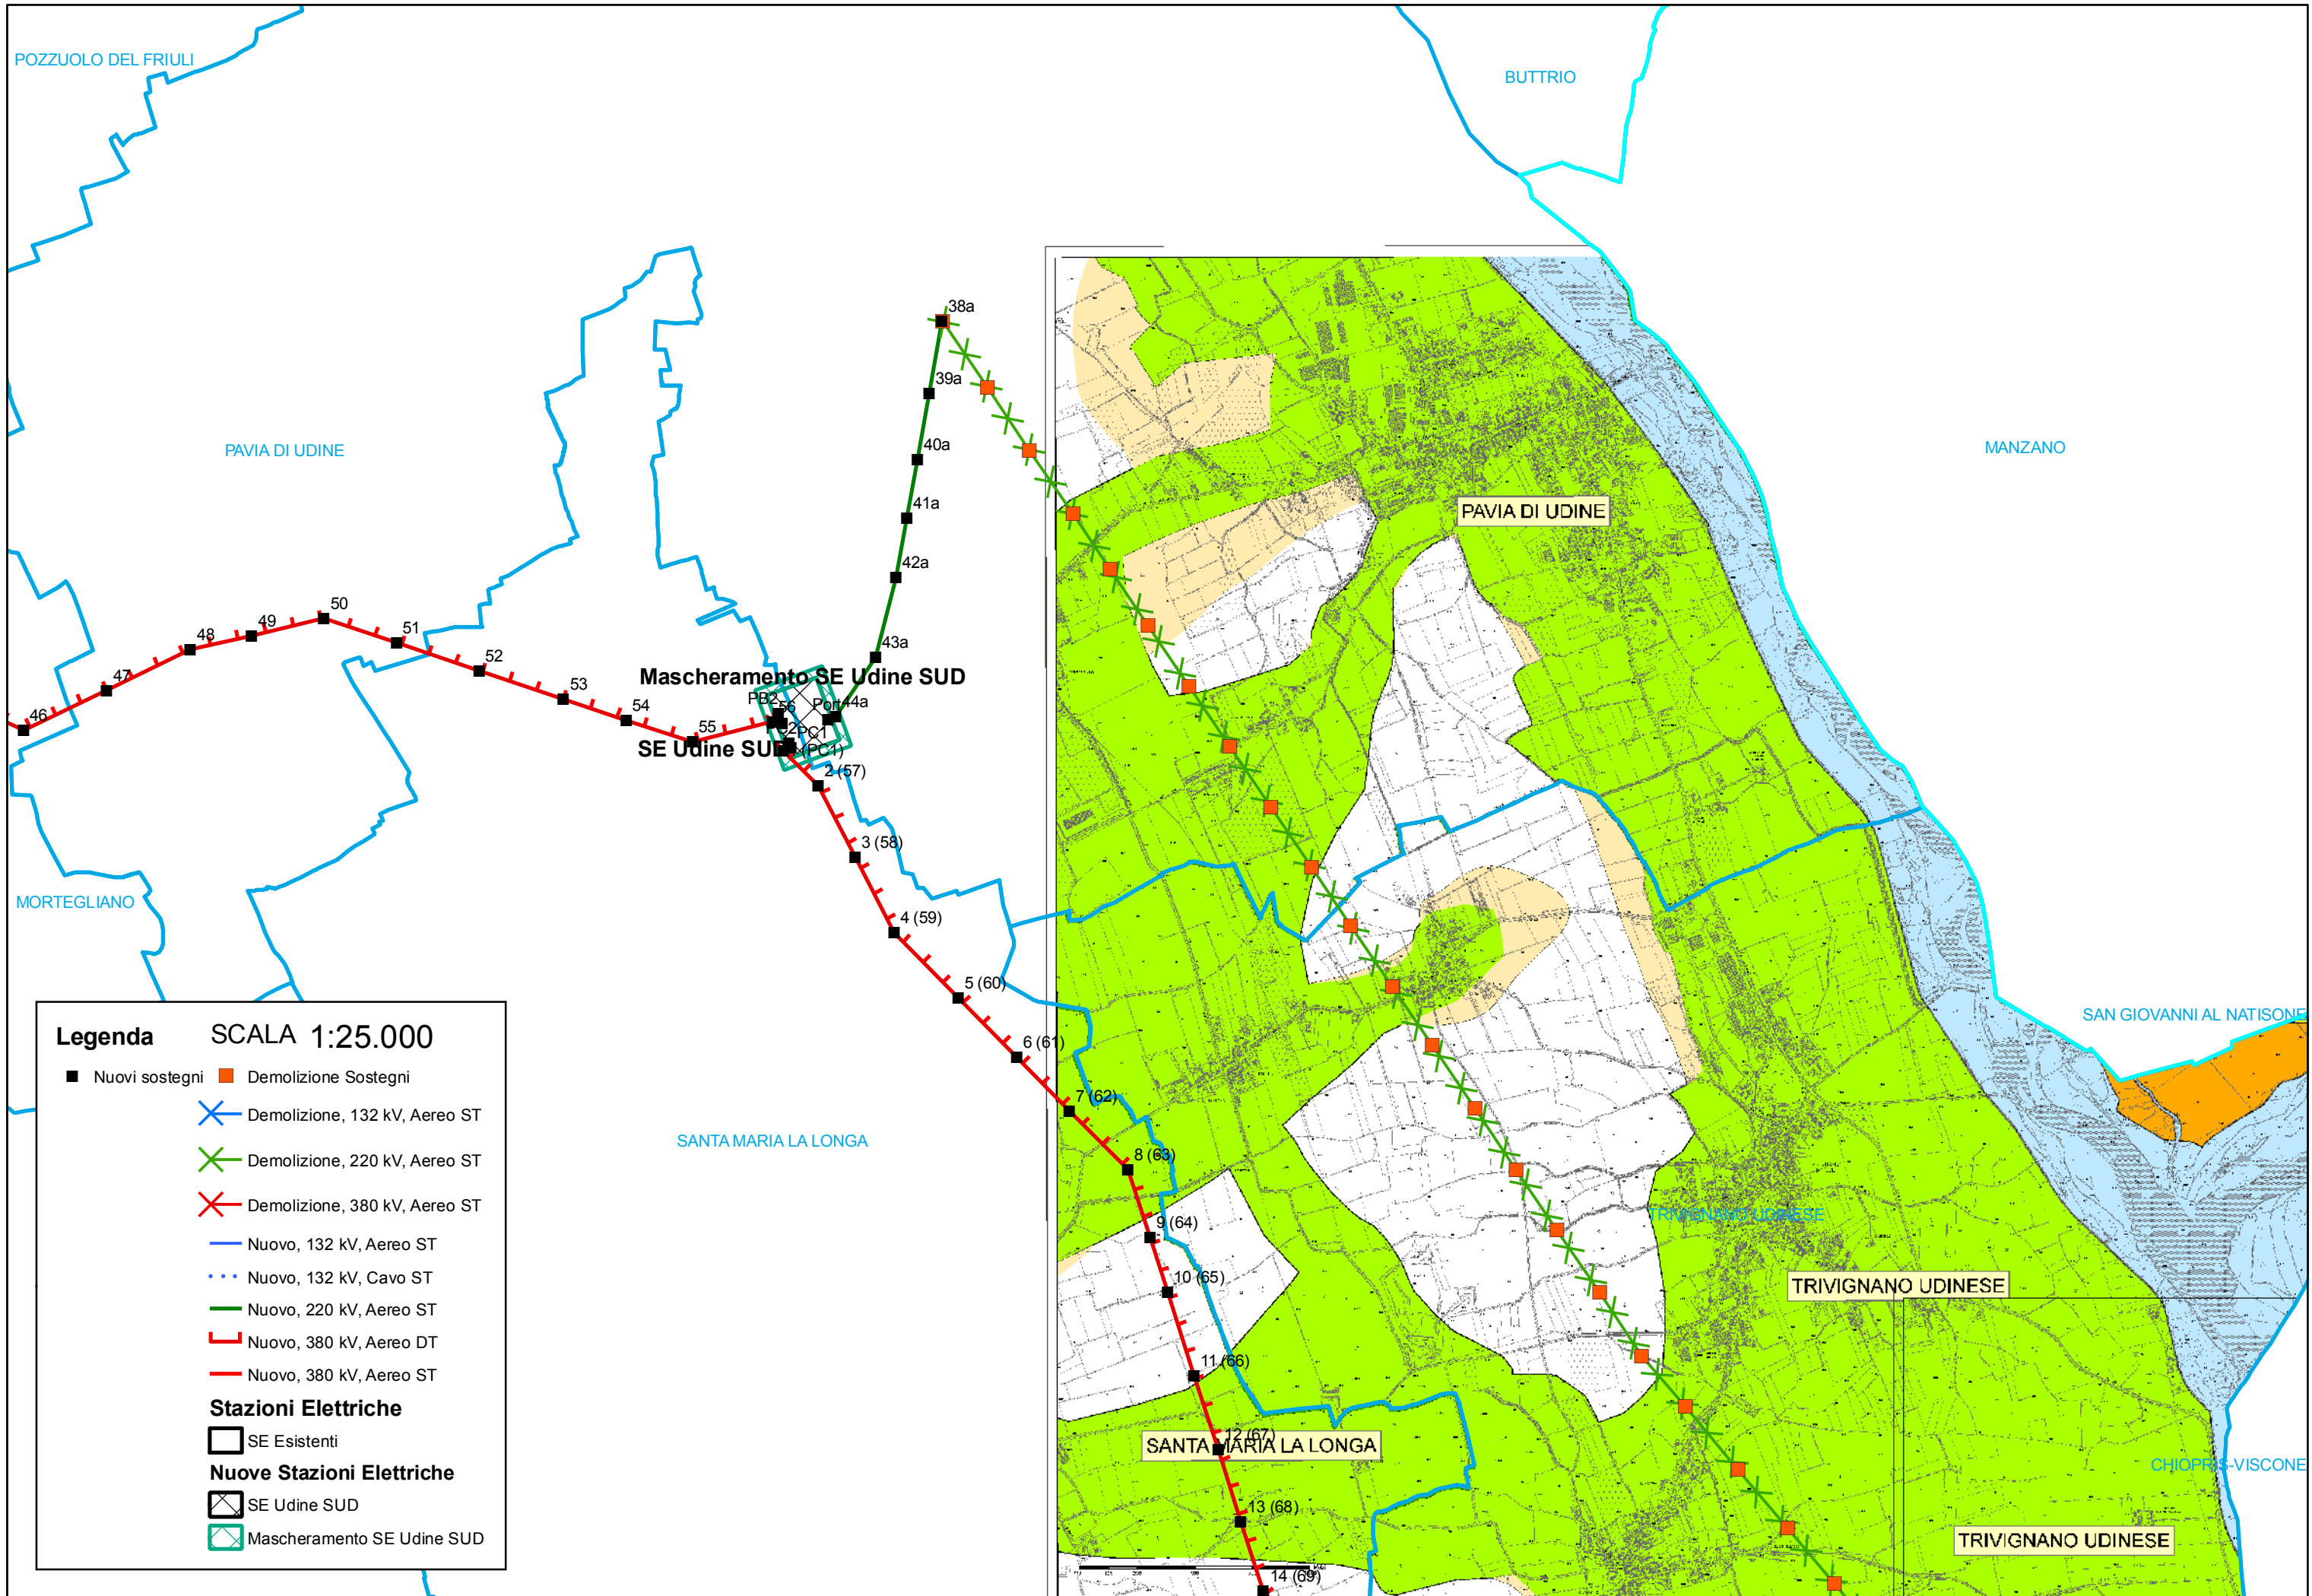 POZZUOLO DEL FRIULI
BUTTRIO
38a
39a
PAVIA DI UDINE
40a
MANZANO
41a
PAVIA DI UDINE
42a
50
49
48
51
43a
52
47
Mascheramento SE Udine SUD
53
PB2
Port
44a
46
54
56
55
PC1
SE Udine SUD
(PC1)
2 (57)
3 (58)
MORTEGLIANO
4 (59)
5 (60)
SAN GIOVANNI AL NATISONE
6 (61)
7 (62)
SANTA MARIA LA LONGA
8 (63)
TRIVIGNANO UDINESE
9 (64)
10 (65)
TRIVIGNANO UDINESE
11 (66)
12 (67)
SANTA MARIA LA LONGA
CHIOPRIS-VISCONE
13 (68)
TRIVIGNANO UDINESE
14 (69)
Legenda
SCALA 1:25.000
Nuovi sostegni
Demolizione Sostegni
Demolizione, 132 kV, Aereo ST
Demolizione, 220 kV, Aereo ST
Demolizione, 380 kV, Aereo ST
Nuovo, 132 kV, Aereo ST
Nuovo, 132 kV, Cavo ST
Nuovo, 220 kV, Aereo ST
Nuovo, 380 kV, Aereo DT
Nuovo, 380 kV, Aereo ST
Stazioni Elettriche
SE Esistenti
Nuove Stazioni Elettriche
SE Udine SUD
Mascheramento SE Udine SUD